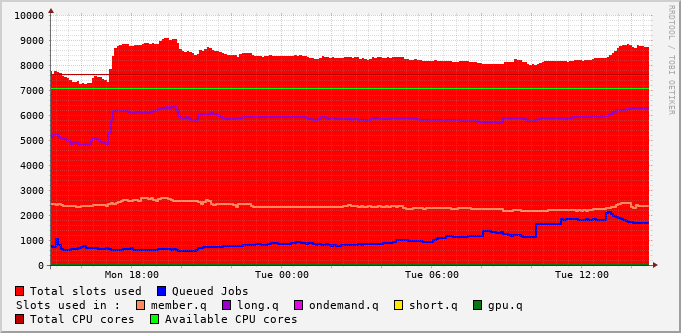 10000
9000
8000
7000
6000
5000
4000
3000
2000
1000
0
Mon 18:00 Tue 00:00 Tue 06:00 Tue 12:00
Total slots used Queued Jobs
Slots used in : member.q long.q ondemand.q short.q gpu.q
Total CPU cores Available CPU cores
RRDTOOL / TOBI OETIKER